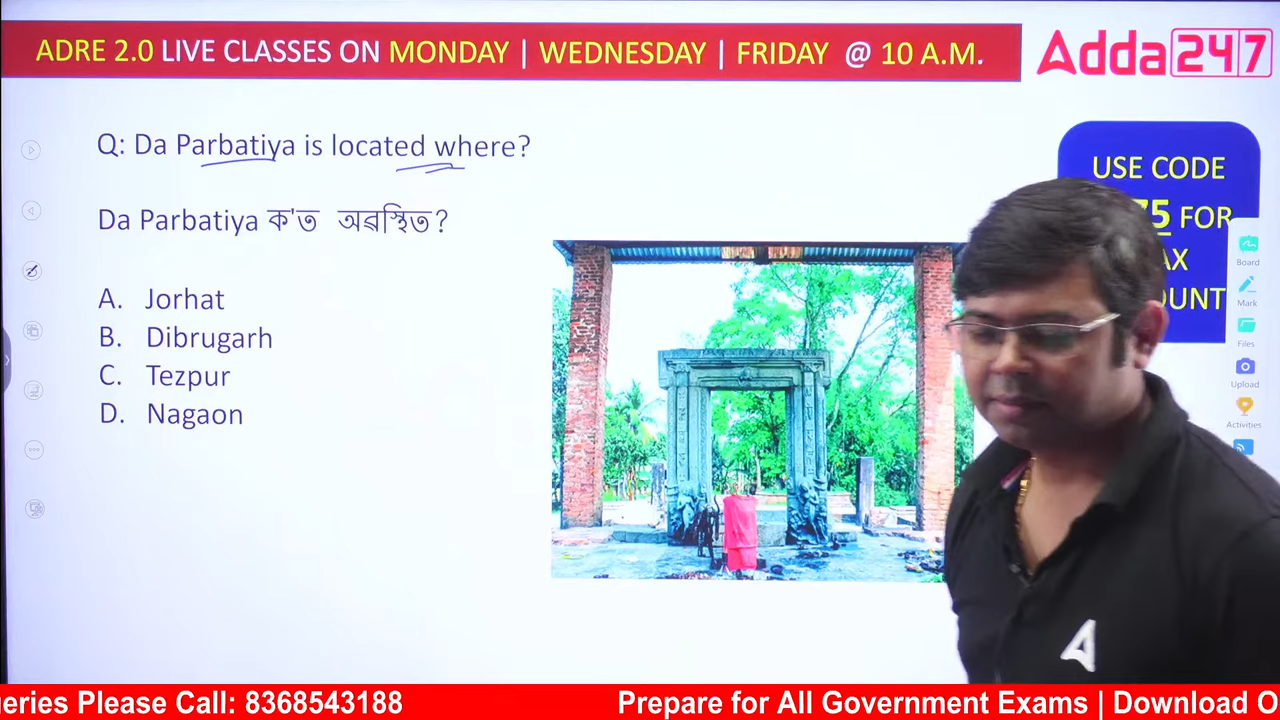 ADRE 2.0 LIVE CLASSES ON MONDAY | WEDNESDAY | FRIDAY @ 10 A.M.
Adda247
Q: Da Parbatiya is located where?
Da Parbatiya ক'ত অৱস্থিত?
A. Jorhat
B. Dibrugarh
C. Tezpur
D. Nagaon
USE CODE
FOR
Board
Mark
Files
Upload
Activities
Please Call: 8368543188
Prepare for All Government Exams | Download